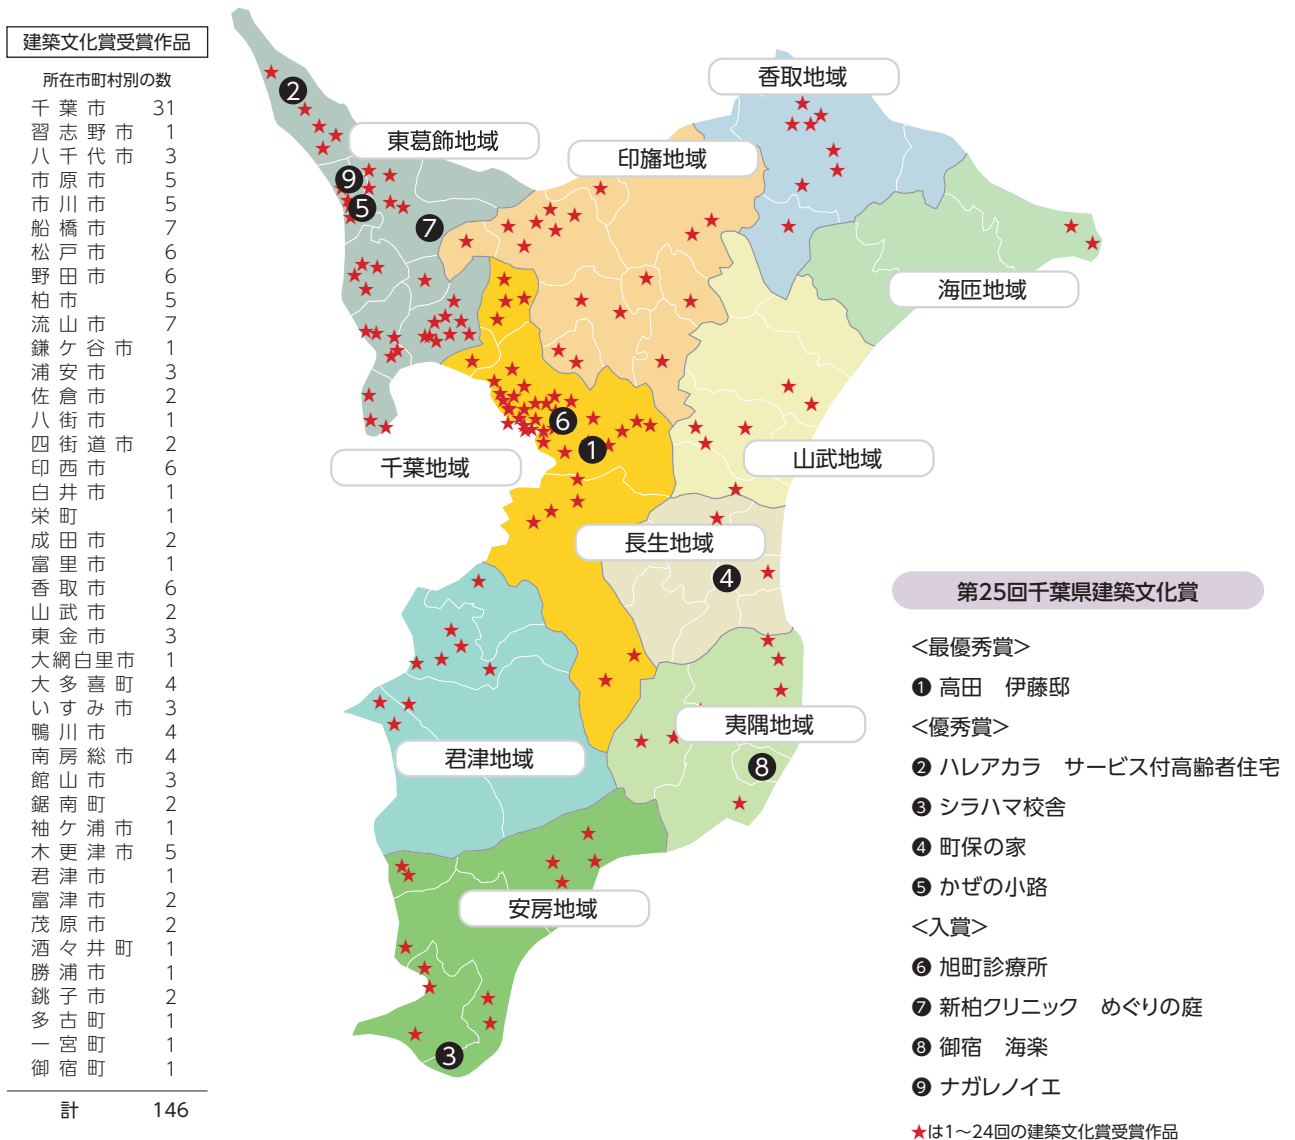 建築文化賞受賞作品
所在市町村別の数
千葉市 31
習志野市 1
八千代市 3
市原市 5
市川市 5
船橋市 7
松戸市 6
野田市 6
柏市 5
流山市 7
鎌ケ谷市 1
浦安市 3
佐倉市 2
八街市 1
四街道市 2
印西市 6
白井市 1
栄町 1
成田市 2
富里市 1
香取市 6
山武市 2
東金市 3
大網白里市 1
大多喜町 4
いすみ市 3
鴨川市 4
南房総市 4
館山市 3
鋸南町 2
袖ケ浦市 1
木更津市 5
君津市 1
富津市 2
茂原市 2
酒々井町 1
勝浦市 1
銚子市 2
多古町 1
一宮町 1
御宿町 1
計 146
香取地域
東葛飾地域
印旛地域
海匝地域
千葉地域
山武地域
長生地域
夷隅地域
君津地域
安房地域
❷
❾
❺
❼
❻
❶
❹
❽
❸
第25回千葉県建築文化賞
<最優秀賞>
❶ 高田　伊藤邸
<優秀賞>
❷ ハレアカラ　サービス付高齢者住宅
❸ シラハマ校舎
❹ 町保の家
❺ かぜの小路
<入賞>
❻ 旭町診療所
❼ 新柏クリニック　めぐりの庭
❽ 御宿　海楽
❾ ナガレノイエ
★は1～24回の建築文化賞受賞作品